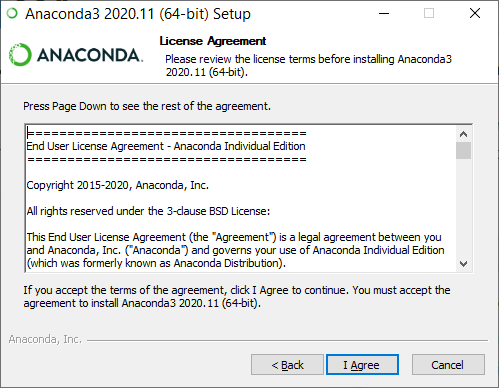 Anaconda3 2020.11 (64-bit) Setup
ANACONDA.
License Agreement
Please review the license terms before installing Anaconda3
2020.11 (64-bit).
Press Page Down to see the rest of the agreement.
===================================
End User License Agreement - Anaconda Individual Edition
===================================
Copyright 2015-2020, Anaconda, Inc.
All rights reserved under the 3-clause BSD License:
This End User License Agreement (the "Agreement") is a legal agreement between you
and Anaconda, Inc. ("Anaconda") and governs your use of Anaconda Individual Edition
(which was formerly known as Anaconda Distribution).
If you accept the terms of the agreement, click I Agree to continue. You must accept the
agreement to install Anaconda3 2020.11 (64-bit).
Anaconda, Inc.
< Back
I Agree
Cancel